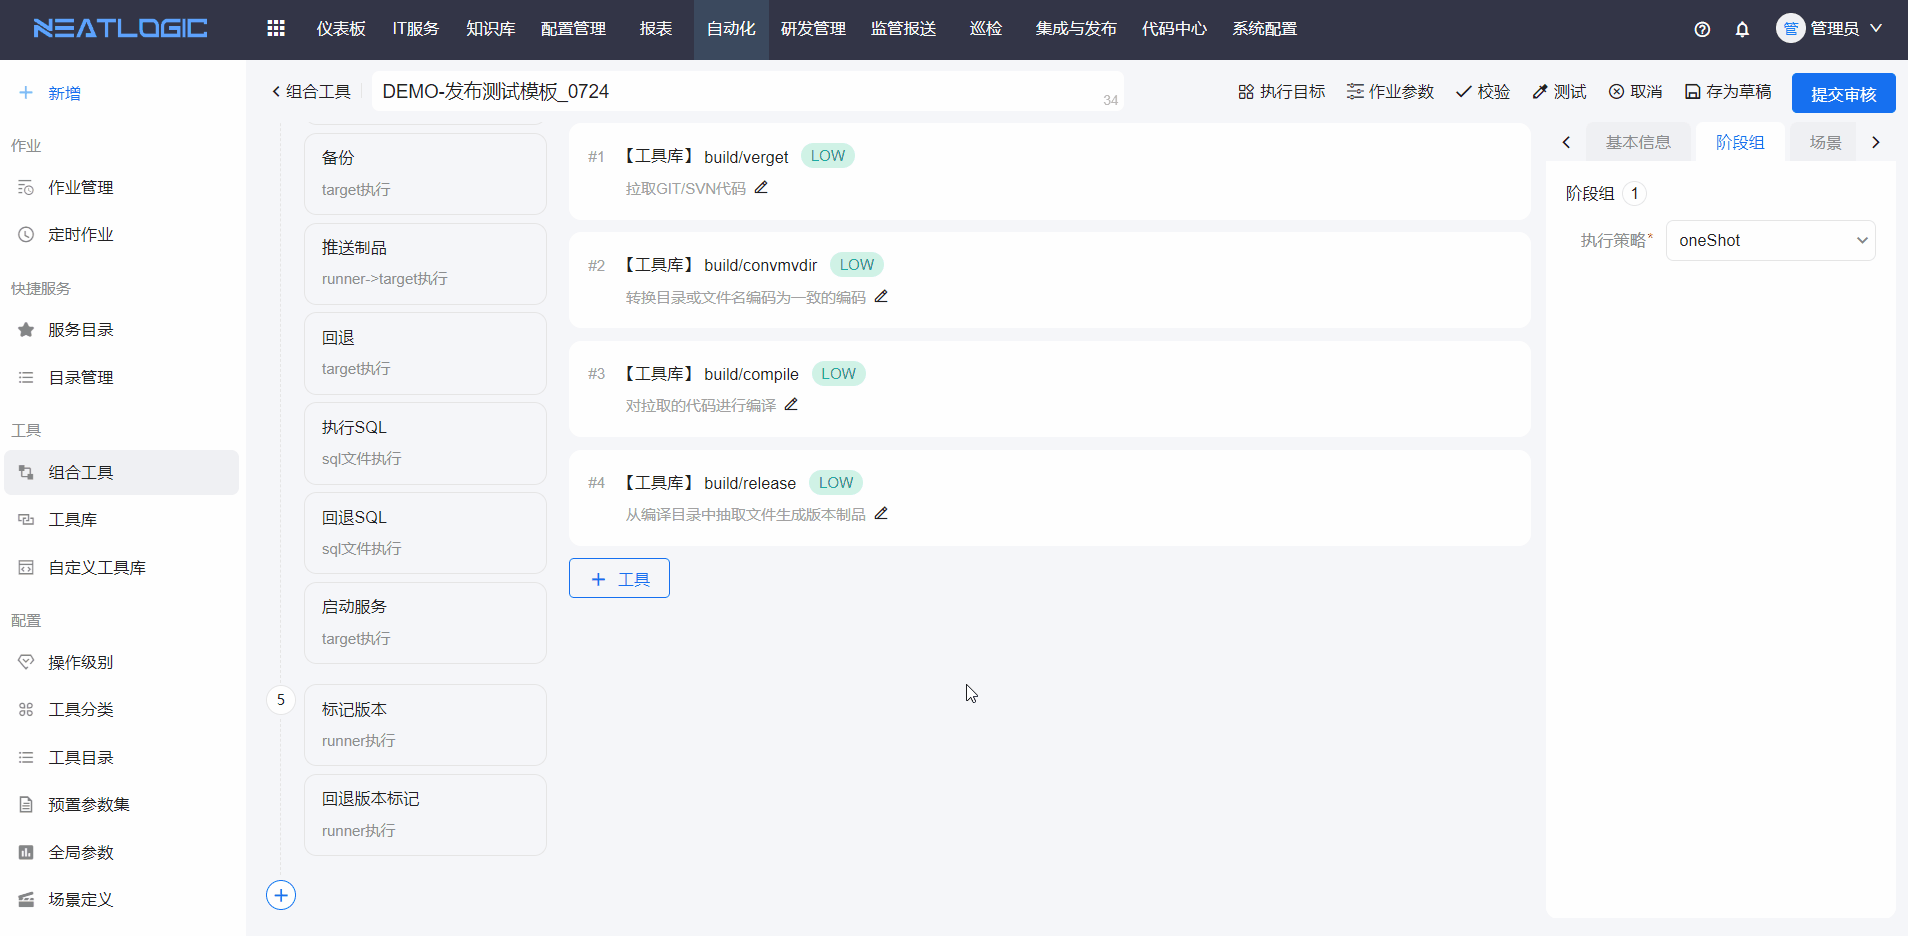 NEATLOGIC
仪表板 IT服务 知识库 配置管理 报表 自动化 研发管理 监管报送 巡检 集成与发布 代码中心 系统配置
管 管理员
新增
作业
作业管理
定时作业
快捷服务
服务目录
目录管理
工具
组合工具
工具库
自定义工具库
配置
操作级别
工具分类
工具目录
预置参数集
全局参数
场景定义
组合工具
DEMO-发布测试模板_0724
34
执行目标 作业参数 校验 测试 取消 存为草稿 提交审核
备份
target执行
推送制品
runner->target执行
回退
target执行
执行SQL
sql文件执行
回退SQL
sql文件执行
启动服务
target执行
5
标记版本
runner执行
回退版本标记
runner执行
#1 【工具库】 build/verget LOW
拉取GIT/SVN代码
#2 【工具库】 build/convmvdir LOW
转换目录或文件名编码为一致的编码
#3 【工具库】 build/compile LOW
对拉取的代码进行编译
#4 【工具库】 build/release LOW
从编译目录中抽取文件生成版本制品
工具
基本信息 阶段组 场景
阶段组 1
执行策略* oneShot